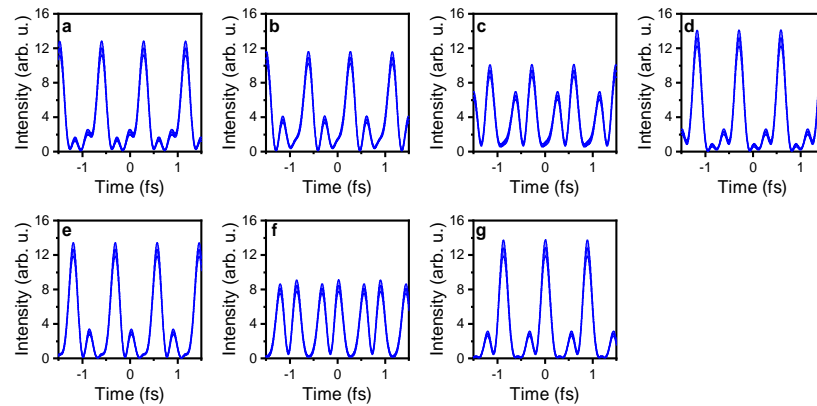 a b c d
16 12 8 4 0
Intensity (arb. u.)
-1 0 1
Time (fs)
16 12 8 4 0
Intensity (arb. u.)
-1 0 1
Time (fs)
16 12 8 4 0
Intensity (arb. u.)
-1 0 1
Time (fs)
16 12 8 4 0
Intensity (arb. u.)
-1 0 1
Time (fs)
e f g
16 12 8 4 0
Intensity (arb. u.)
-1 0 1
Time (fs)
16 12 8 4 0
Intensity (arb. u.)
-1 0 1
Time (fs)
16 12 8 4 0
Intensity (arb. u.)
-1 0 1
Time (fs)